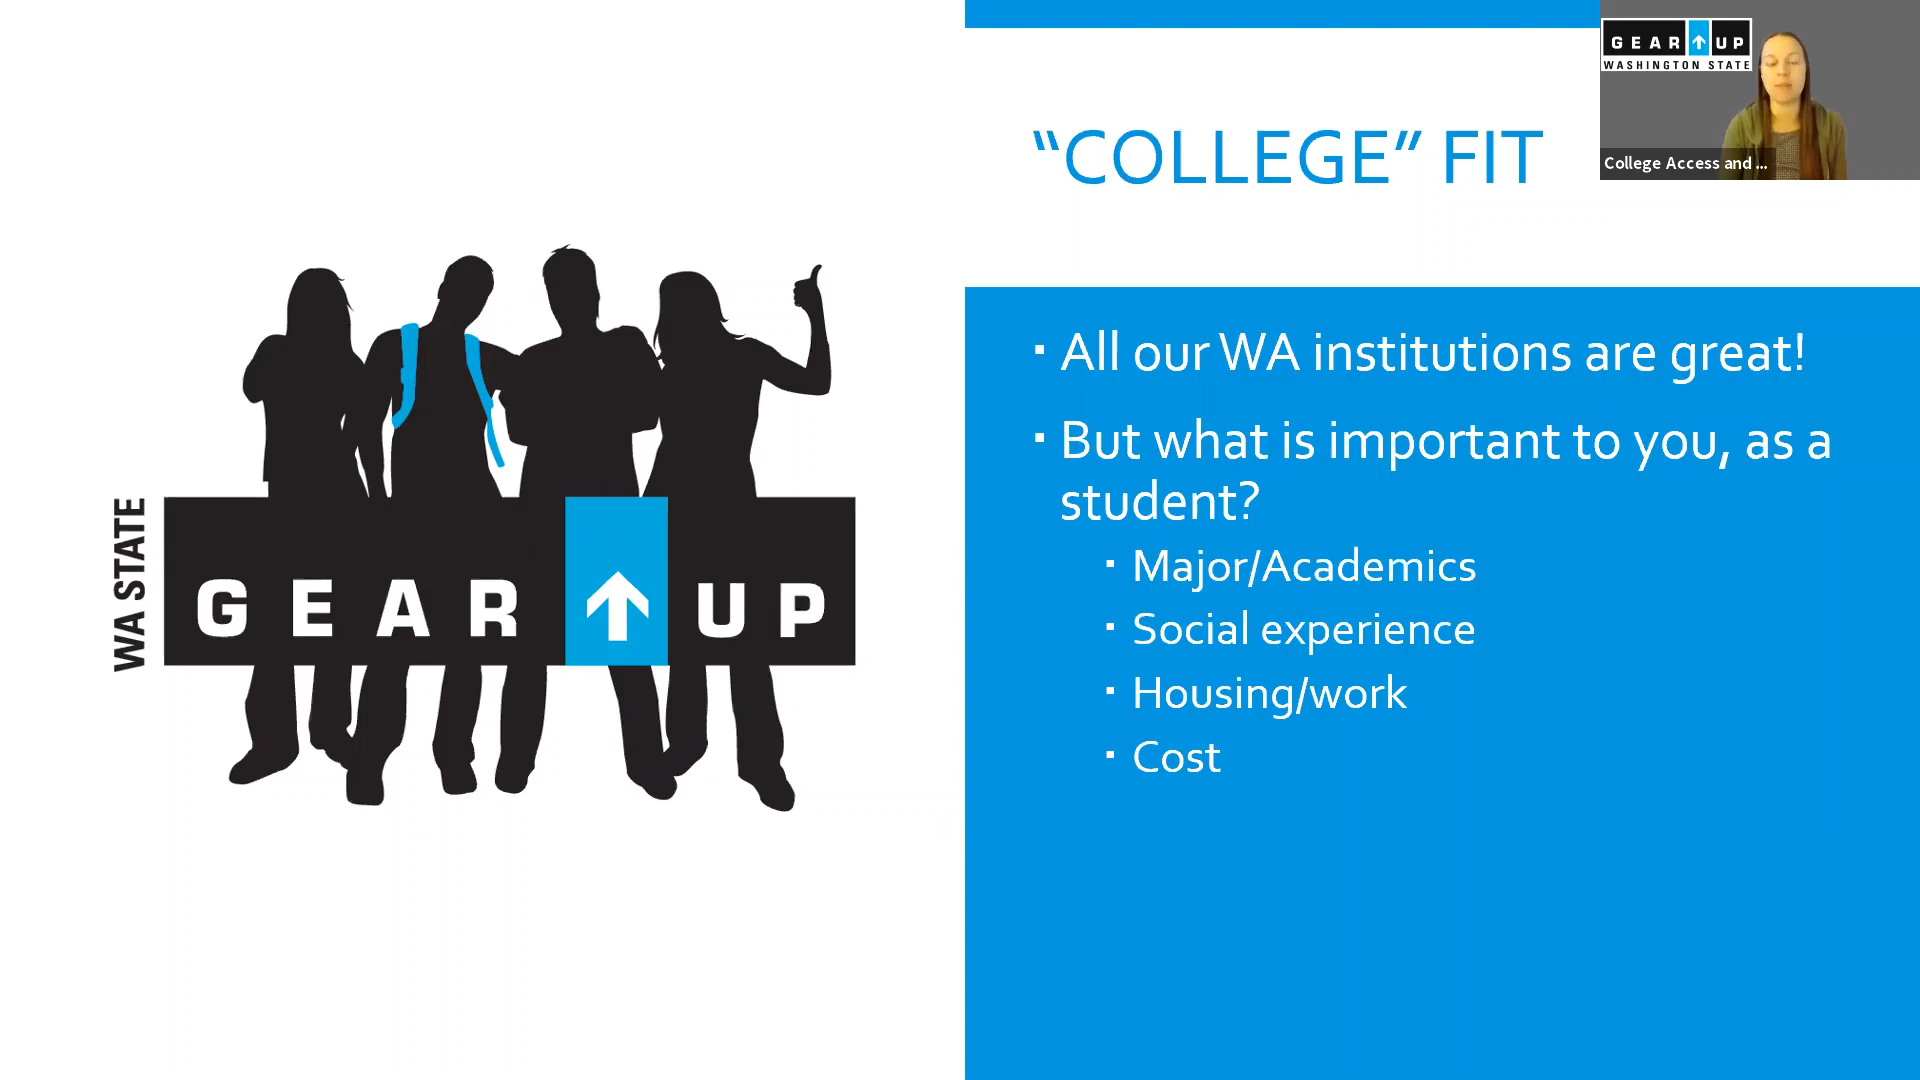 “COLLEGE” FIT
GEAR UP
WASHINGTON STATE
College Access and ...
WA STATE
GEAR UP
All our WA institutions are great!
But what is important to you, as a
student?
Major/Academics
Social experience
Housing/work
Cost